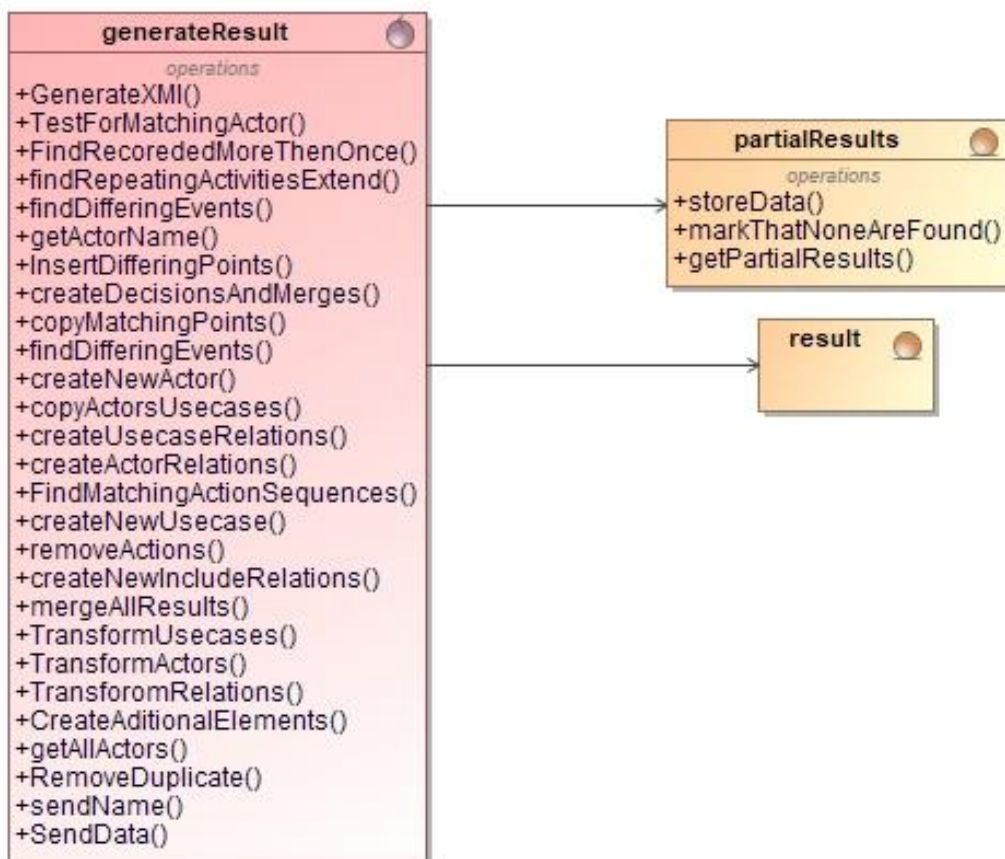 generateResult
operations
+GenerateXMI()
+TestForMatchingActor()
+FindRecorededMoreThenOnce()
+findRepeatingActivitiesExtend()
+findDifferingEvents()
+getActorName()
+InsertDifferingPoints()
+createDecisionsAndMerges()
+copyMatchingPoints()
+findDifferingEvents()
+createNewActor()
+copyActorsUsecases()
+createUsecaseRelations()
+createActorRelations()
+FindMatchingActionSequences()
+createNewUsecase()
+removeActions()
+createNewIncludeRelations()
+mergeAllResults()
+TransformUsecases()
+TransformActors()
+TransforomRelations()
+CreateAditionalElements()
+getAllActors()
+RemoveDuplicate()
+sendName()
+SendData()
partialResults
operations
+storeData()
+markThatNoneAreFound()
+getPartialResults()
result